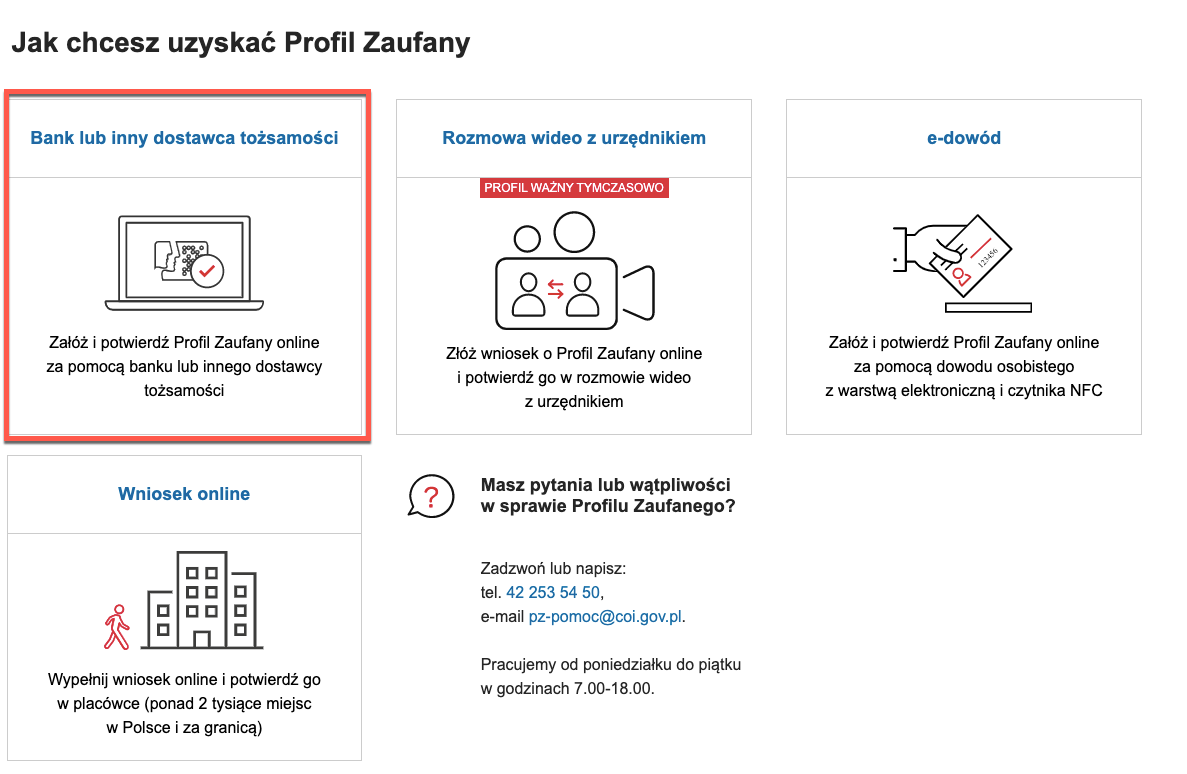 Jak chcesz uzyskać Profil Zaufany
Bank lub inny dostawca tożsamości
Załóż i potwierdź Profil Zaufany online
za pomocą banku lub innego dostawcy
tożsamości
Rozmowa wideo z urzędnikiem
PROFIL WAŻNY TYMCZASOWO
Złóż wniosek o Profil Zaufany online
i potwierdź go w rozmowie wideo
z urzędnikiem
e-dowód
123456
Załóż i potwierdź Profil Zaufany online
za pomocą dowodu osobistego
z warstwą elektroniczną i czytnika NFC
Wniosek online
Wypełnij wniosek online i potwierdź go
w placówce (ponad 2 tysiące miejsc
w Polsce i za granicą)
?
Masz pytania lub wątpliwości
w sprawie Profilu Zaufanego?
Zadzwoń lub napisz:
tel. 42 253 54 50,
e-mail pz-pomoc@coi.gov.pl.
Pracujemy od poniedziałku do piątku
w godzinach 7.00-18.00.